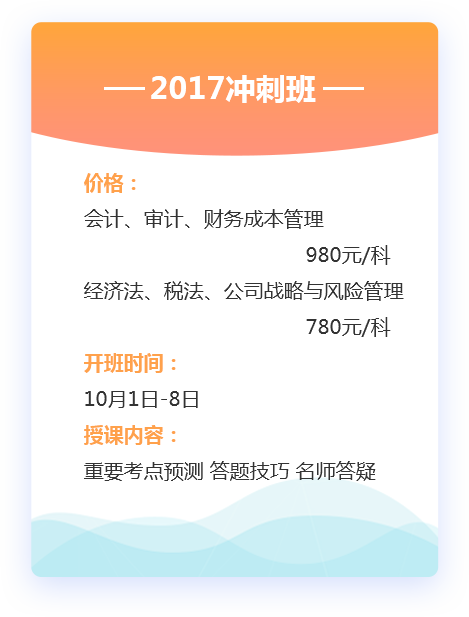 2017冲刺班
价格：
会计、审计、财务成本管理
980元/科
经济法、税法、公司战略与风险管理
780元/科
开班时间：
10月1日-8日
授课内容：
重要考点预测 答题技巧 名师答疑